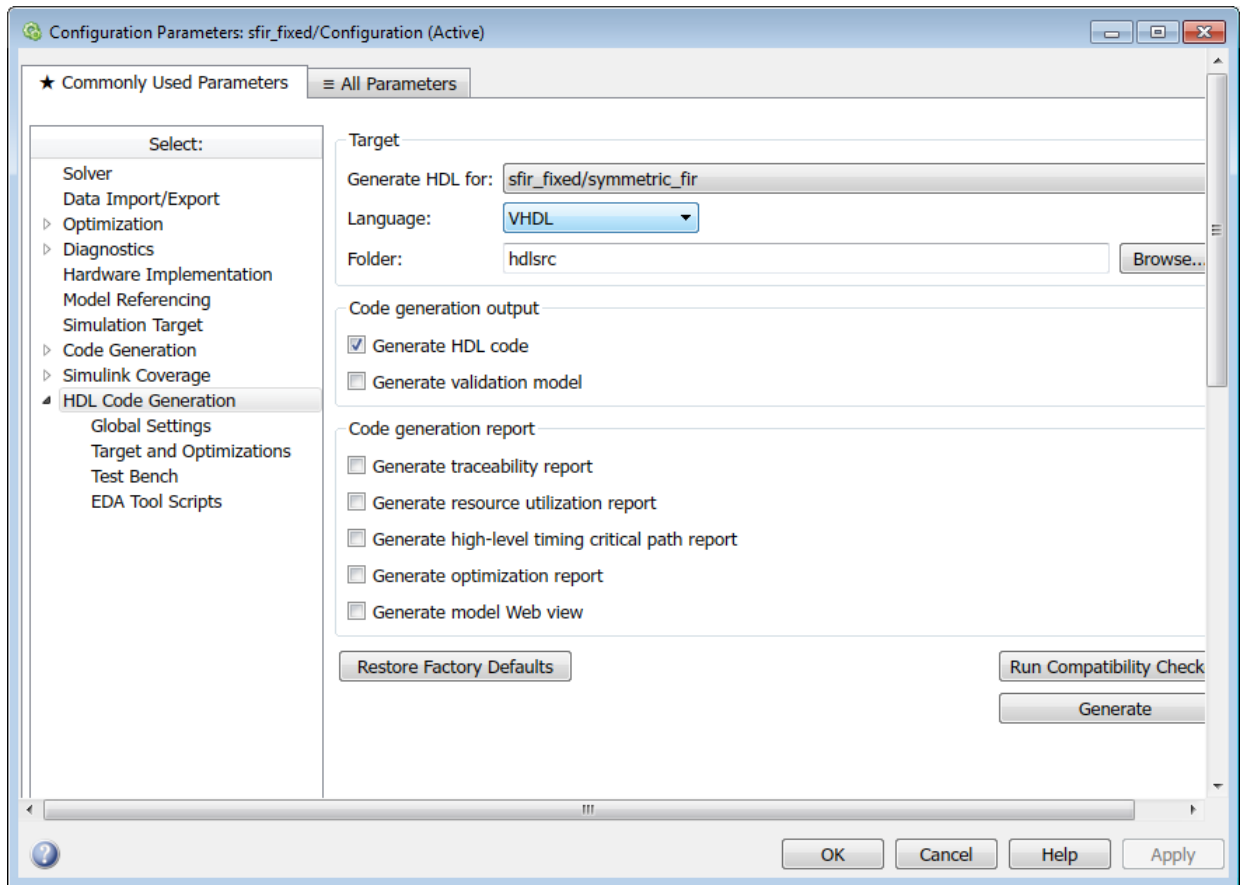 Configuration Parameters: sfir_fixed/Configuration (Active)
★ Commonly Used Parameters
≡ All Parameters
Select:
Solver
Data Import/Export
Optimization
Diagnostics
Hardware Implementation
Model Referencing
Simulation Target
Code Generation
Simulink Coverage
HDL Code Generation
Global Settings
Target and Optimizations
Test Bench
EDA Tool Scripts
Target
Generate HDL for: sfir_fixed/symmetric_fir
Language: VHDL
Folder: hdlsrc Browse...
Code generation output
Generate HDL code
Generate validation model
Code generation report
Generate traceability report
Generate resource utilization report
Generate high-level timing critical path report
Generate optimization report
Generate model Web view
Restore Factory Defaults
Run Compatibility Check
Generate
OK Cancel Help Apply